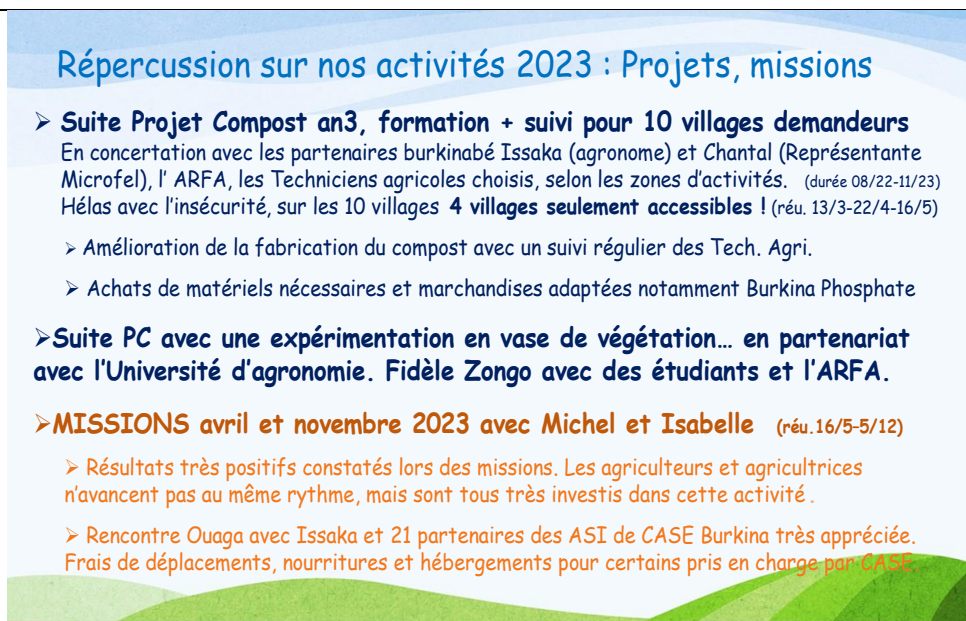 Répercussion sur nos activités 2023 : Projets, missions
➢ Suite Projet Compost an3, formation + suivi pour 10 villages demandeurs
En concertation avec les partenaires burkinabé Issaka (agronome) et Chantal (Représentante
Microfel), l' ARFA, les Techniciens agricoles choisis, selon les zones d'activités. (durée 08/22-11/23)
Hélas avec l'insécurité, sur les 10 villages 4 villages seulement accessibles ! (réu. 13/3-22/4-16/5)
➢ Amélioration de la fabrication du compost avec un suivi régulier des Tech. Agri.
➢ Achats de matériels nécessaires et marchandises adaptées notamment Burkina Phosphate
➢Suite PC avec une expérimentation en vase de végétation… en partenariat
avec l'Université d'agronomie. Fidèle Zongo avec des étudiants et l'ARFA.
➢MISSIONS avril et novembre 2023 avec Michel et Isabelle (réu.16/5-5/12)
➢ Résultats très positifs constatés lors des missions. Les agriculteurs et agricultrices
n'avancent pas au même rythme, mais sont tous très investis dans cette activité .
➢ Rencontre Ouaga avec Issaka et 21 partenaires des ASI de CASE Burkina très appréciée.
Frais de déplacements, nourritures et hébergements pour certains pris en charge par CASE.